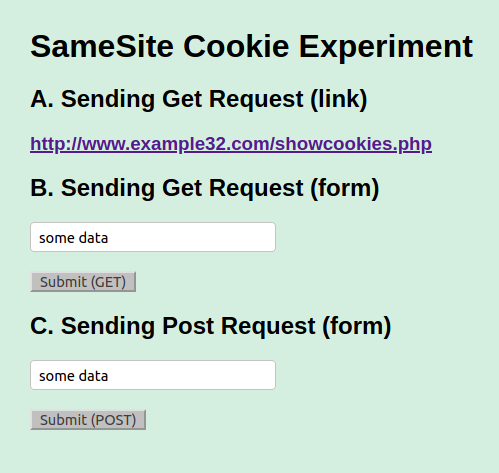 SameSite Cookie Experiment
A. Sending Get Request (link)
http://www.example32.com/showcookies.php
B. Sending Get Request (form)
some data
Submit (GET)
C. Sending Post Request (form)
some data
Submit (POST)